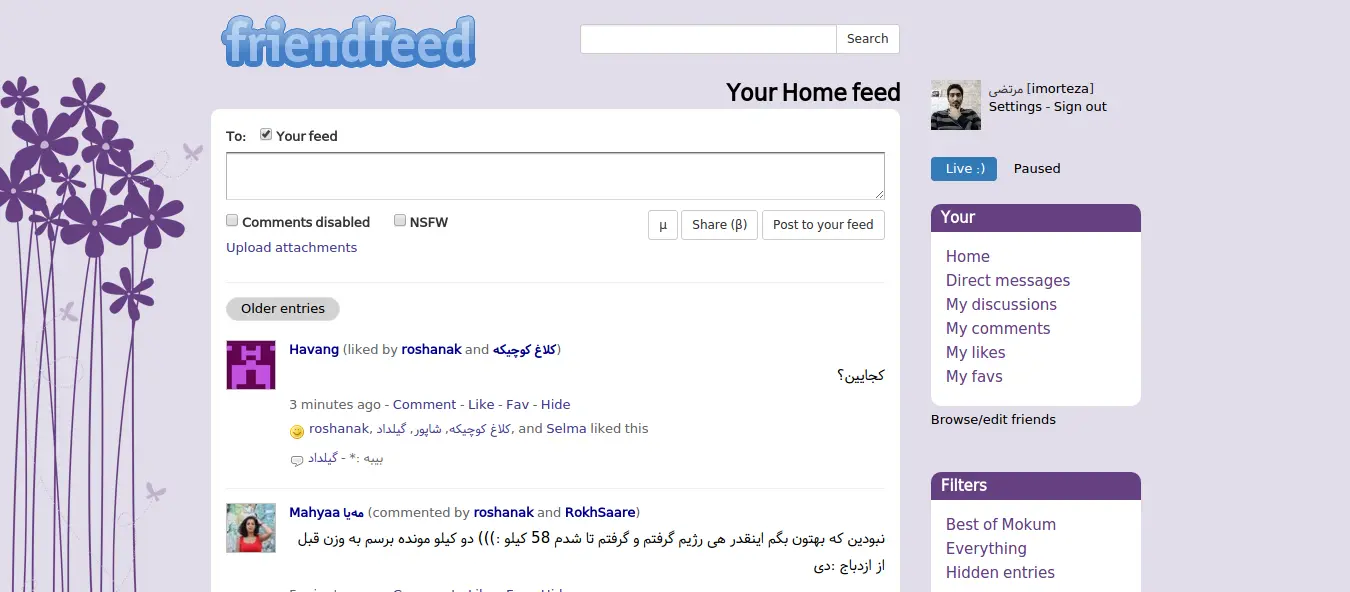 friendfeed
Search
Your Home feed
مرتضی [imorteza]
Settings - Sign out
To: Your feed
Live :) Paused
Comments disabled NSFW µ Share (β) Post to your feed
Upload attachments
Your
Home
Direct messages
My discussions
My comments
My likes
My favs
Browse/edit friends
Older entries
Havang (liked by roshanak and کلاغ کوچیکه)
کجایین؟
3 minutes ago - Comment - Like - Fav - Hide
roshanak, کلاغ کوچیکه, شاپور, گیلداد, and Selma liked this
بیبه :* - گیلداد
Mahyaa مه‌یا (commented by roshanak and RokhSaare)
نبودین که بهتون بگم اینقدر هی رژیم گرفتم و گرفتم تا شدم 58 کیلو :))) دو کیلو مونده برسم به وزن قبل
از ازدباج :دی
Filters
Best of Mokum
Everything
Hidden entries